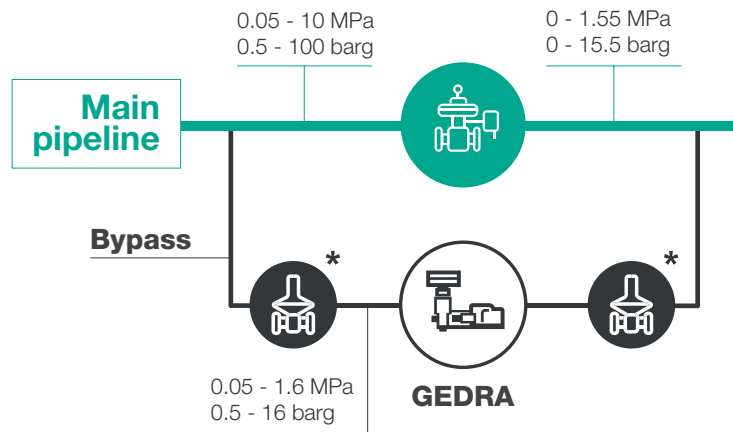 0.05 - 10 MPa
0.5 - 100 barg
0 - 1.55 MPa
0 - 15.5 barg
Main
pipeline
Bypass
*
*
GEDRA
0.05 - 1.6 MPa
0.5 - 16 barg